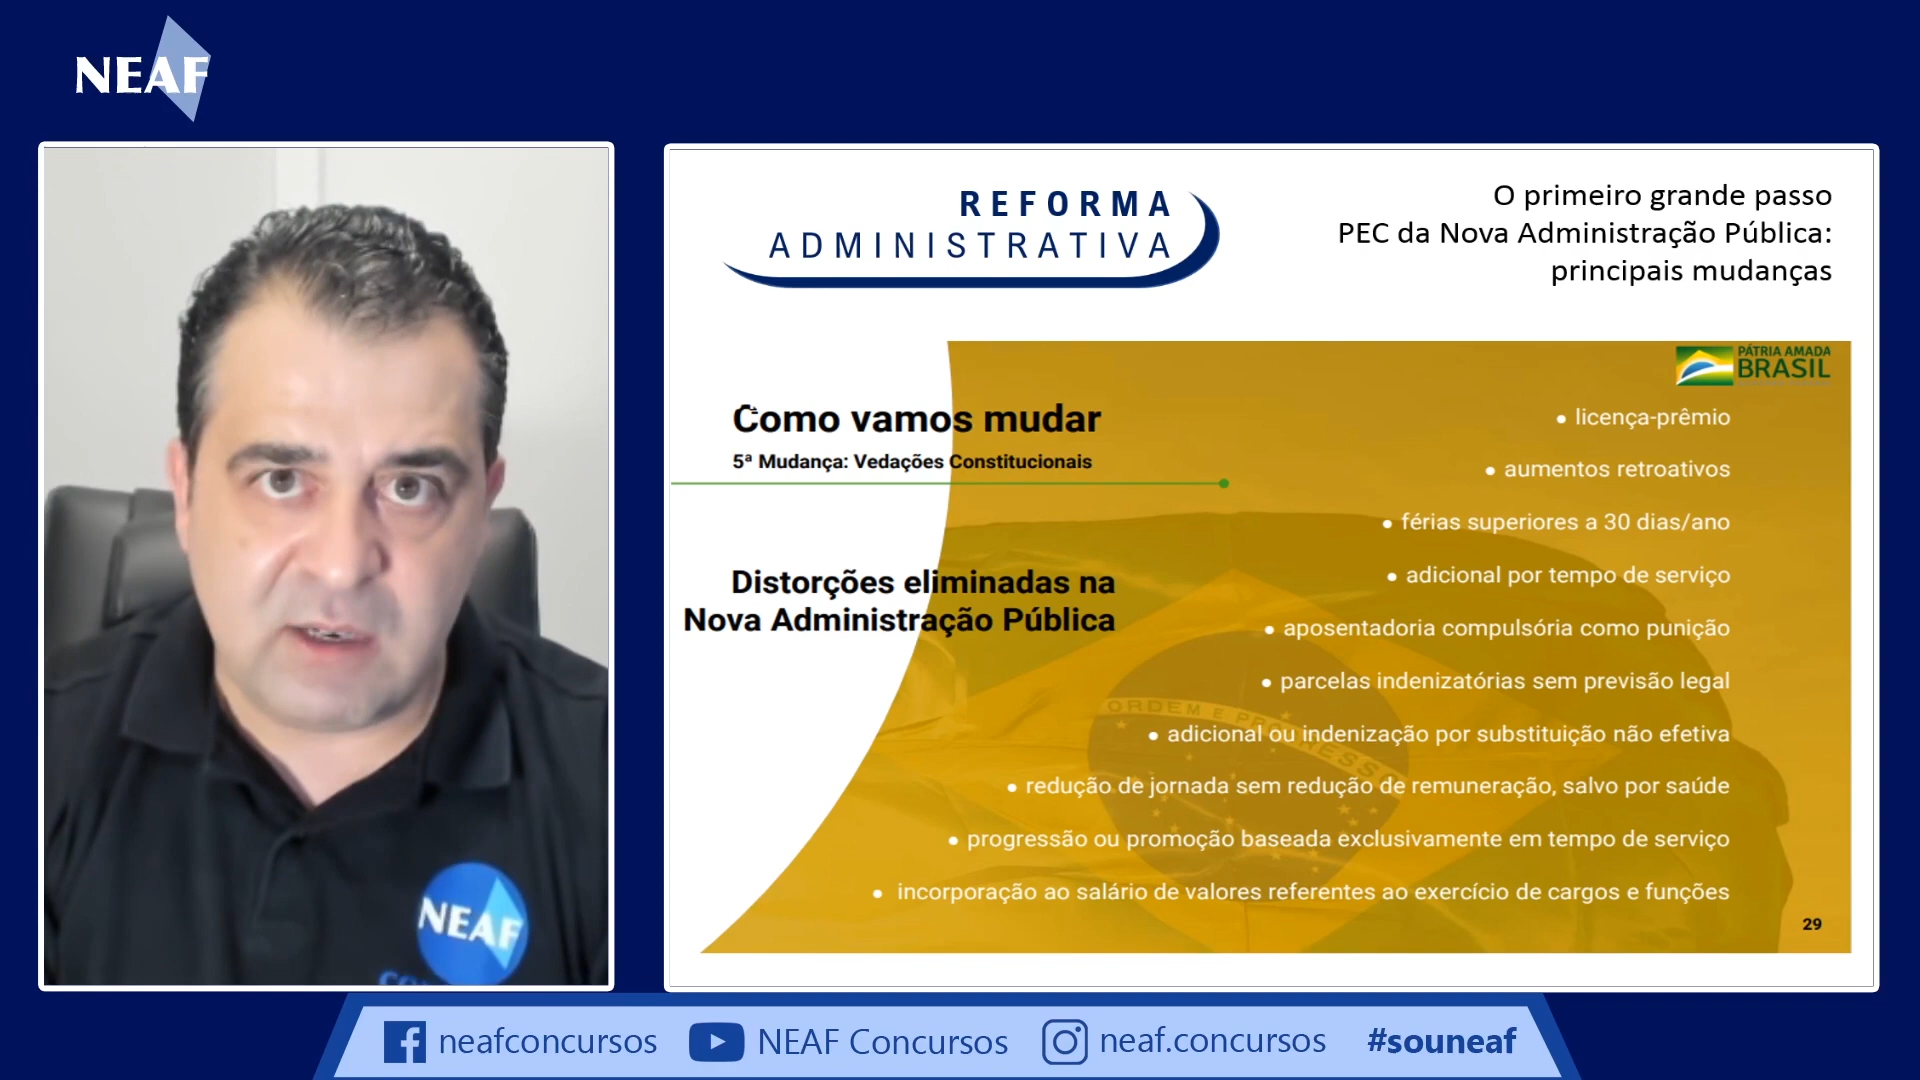 NEAF
REFORMA
ADMINISTRATIVA
O primeiro grande passo
PEC da Nova Administração Pública:
principais mudanças
PÁTRIA AMADA
BRASIL
Como vamos mudar
5ª Mudança: Vedações Constitucionais
Distorções eliminadas na
Nova Administração Pública
• licença-prêmio
• aumentos retroativos
• férias superiores a 30 dias/ano
• adicional por tempo de serviço
• aposentadoria compulsória como punição
• parcelas indenizatórias sem previsão legal
• adicional ou indenização por substituição não efetiva
• redução de jornada sem redução de remuneração, salvo por saúde
• progressão ou promoção baseada exclusivamente em tempo de serviço
• incorporação ao salário de valores referentes ao exercício de cargos e funções
ORDEM E PROGRESSO
29
NEAF
neafconcursos
NEAF Concursos
neaf.concursos
#souneaf